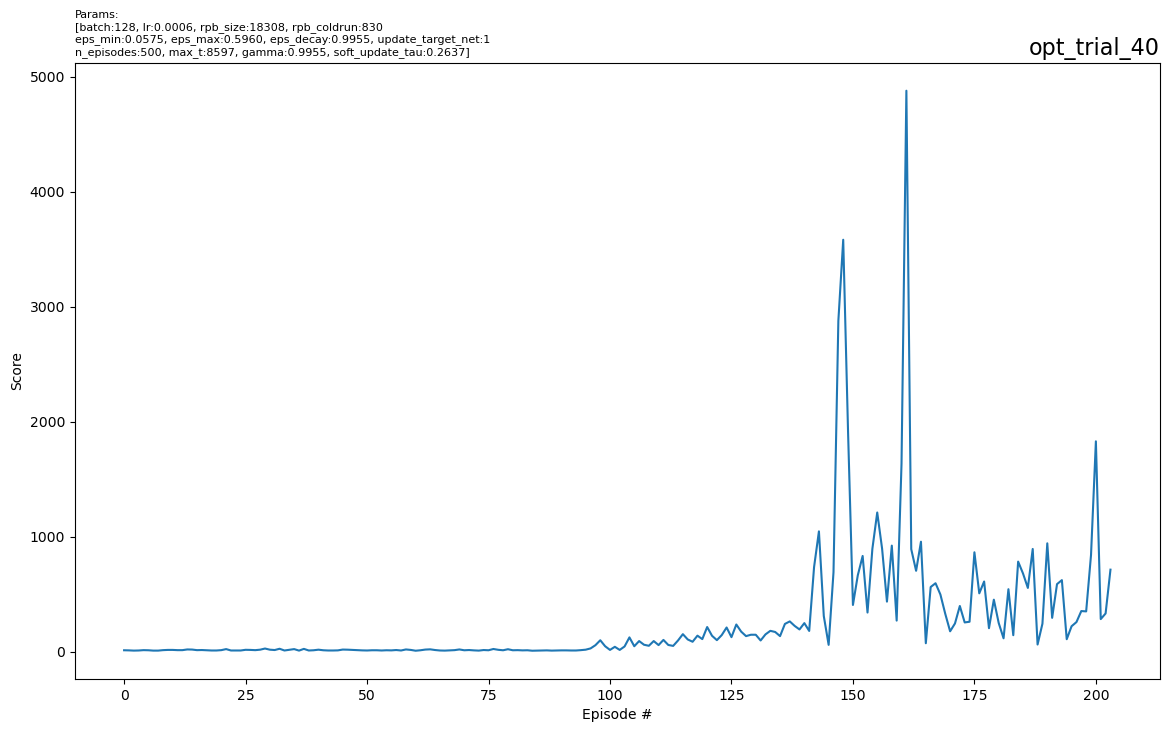 Params:
[batch:128, lr:0.0006, rpb_size:18308, rpb_coldrun:830
eps_min:0.0575, eps_max:0.5960, eps_decay:0.9955, update_target_net:1
n_episodes:500, max_t:8597, gamma:0.9955, soft_update_tau:0.2637]
opt_trial_40
5000
4000
3000
2000
1000
0
Score
0 25 50 75 100 125 150 175 200
Episode #